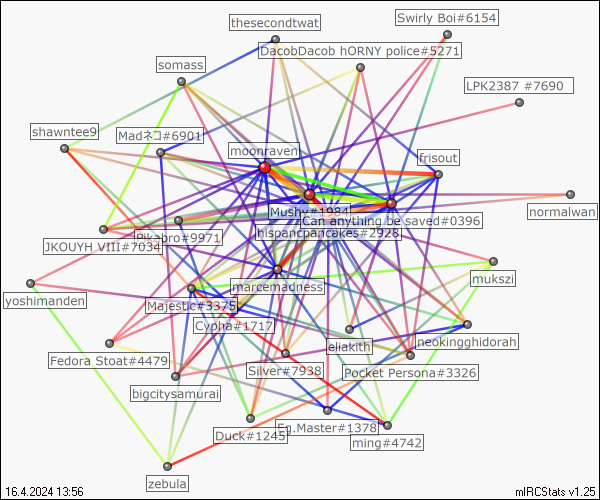 thesecondtwat
Swirly Boi#6154
DacobDacob hORNY police#5271
somass
LPK2387 #7690
shawntee9
Madネコ#6901
moonraven
frisout
Mushy#1984
normalwan
Can anything be saved#0396
Pikabro#9971
hispancpancakes#2928
JKOUYH VIII#7034
mukszi
marcemadness
yoshimanden
Majestic#3375
Cypha#1717
neokingghidorah
eliakith
Fedora Stoat#4479
Silver#7938
Pocket Persona#3326
bigcitysamurai
Eg.Master#1378
Duck#1245
ming#4742
zebula
16.4.2024 13:56
mIRCStats v1.25